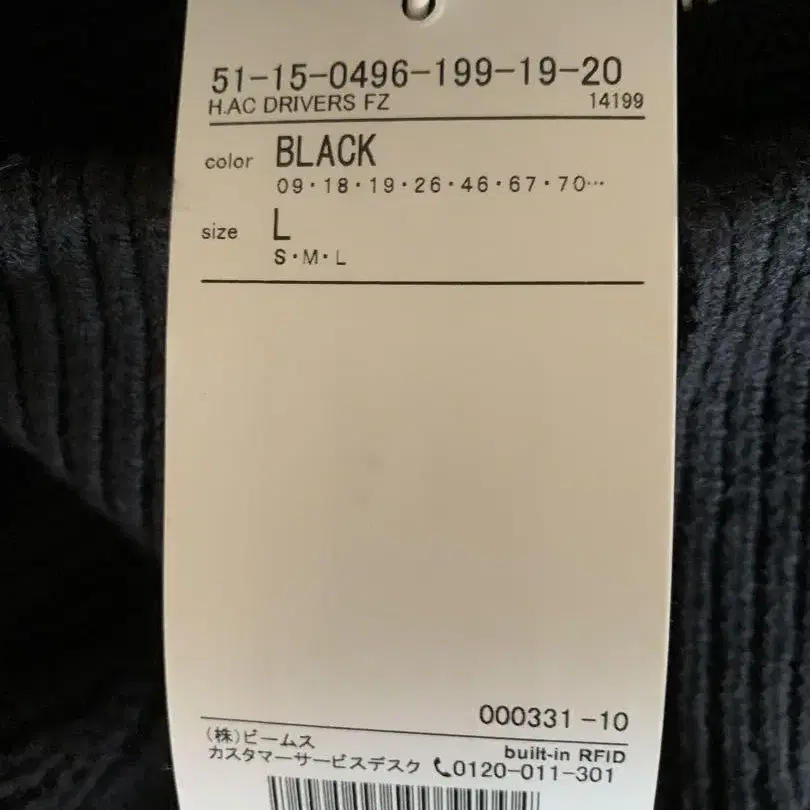 51-15-0496-199-19-20
H.AC DRIVERS FZ 14199
color BLACK
09・18・19・26・46・67・70…
size L
S・M・L
000331-10
(株)ビームス built-in RFID
カスタマーサービスデスク 0120-011-301